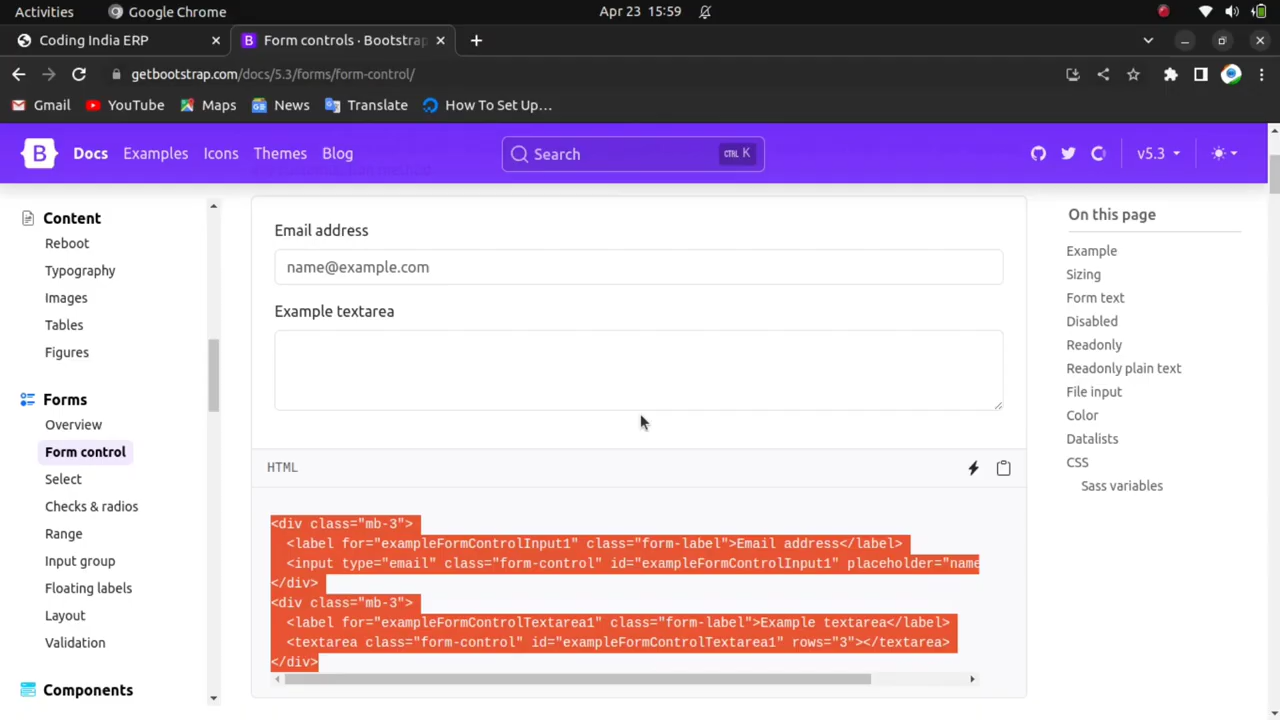 Activities Google Chrome Apr 23 15:59
Coding India ERP Form controls · Bootstrap
getbootstrap.com/docs/5.3/forms/form-control/
Gmail YouTube Maps News Translate How To Set Up...
B Docs Examples Icons Themes Blog Search CTRL K v5.3
Content
Reboot
Typography
Images
Tables
Figures
Forms
Overview
Form control
Select
Checks & radios
Range
Input group
Floating labels
Layout
Validation
Components
Email address
name@example.com
Example textarea
HTML
<div class="mb-3">
  <label for="exampleFormControlInput1" class="form-label">Email address</label>
  <input type="email" class="form-control" id="exampleFormControlInput1" placeholder="name
</div>
<div class="mb-3">
  <label for="exampleFormControlTextarea1" class="form-label">Example textarea</label>
  <textarea class="form-control" id="exampleFormControlTextarea1" rows="3"></textarea>
</div>
On this page
Example
Sizing
Form text
Disabled
Readonly
Readonly plain text
File input
Color
Datalists
CSS
Sass variables